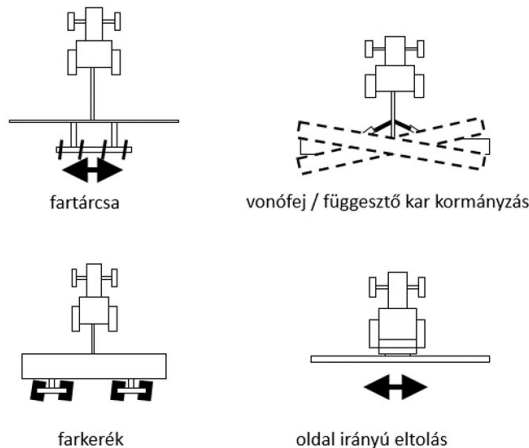 fartárcsa
vonófej / függesztő kar kormányzás
farkerék
oldal irányú eltolás